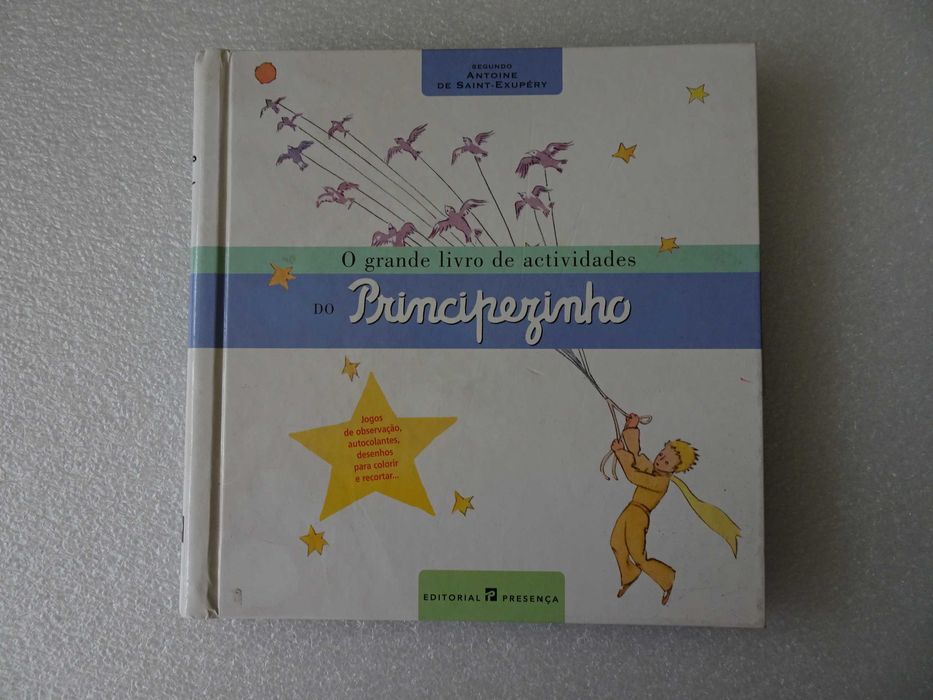 SEGUNDO
ANTOINE
DE SAINT-EXUPÉRY
O grande livro de actividades
DO Principezinho
Jogos
de observação,
autocolantes,
desenhos
para colorir
e recortar...
EDITORIAL P PRESENÇA